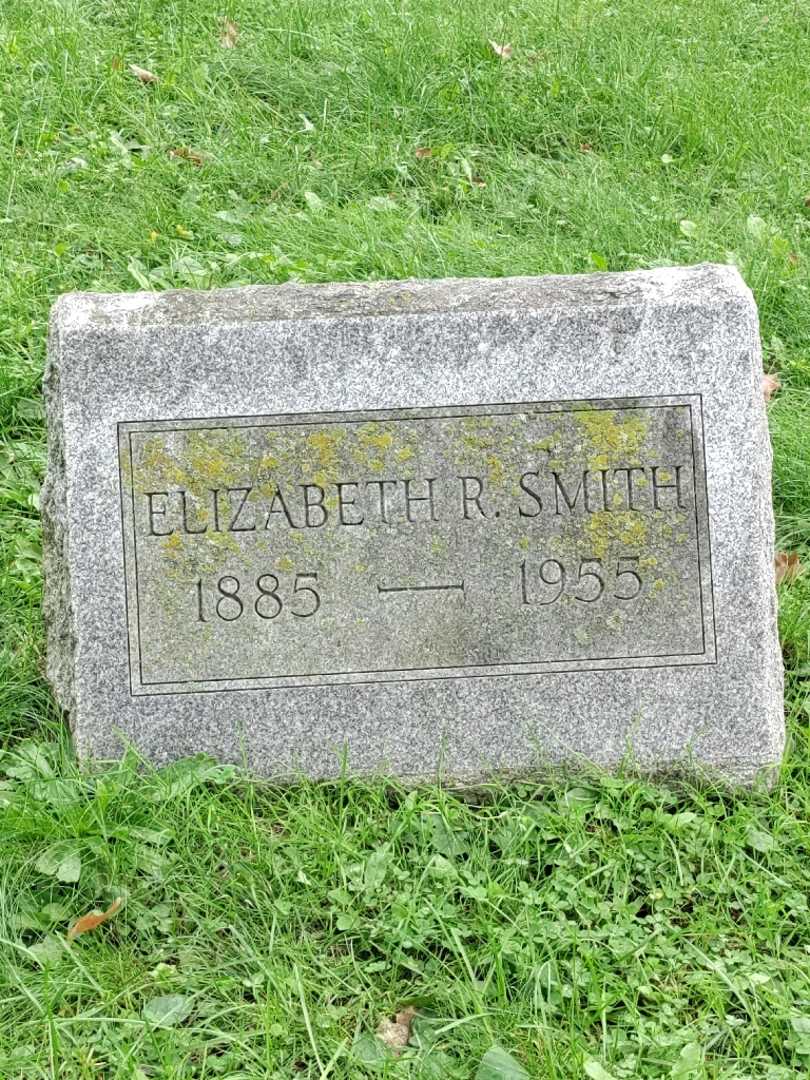 ELIZABETH R. SMITH
1885 — 1955